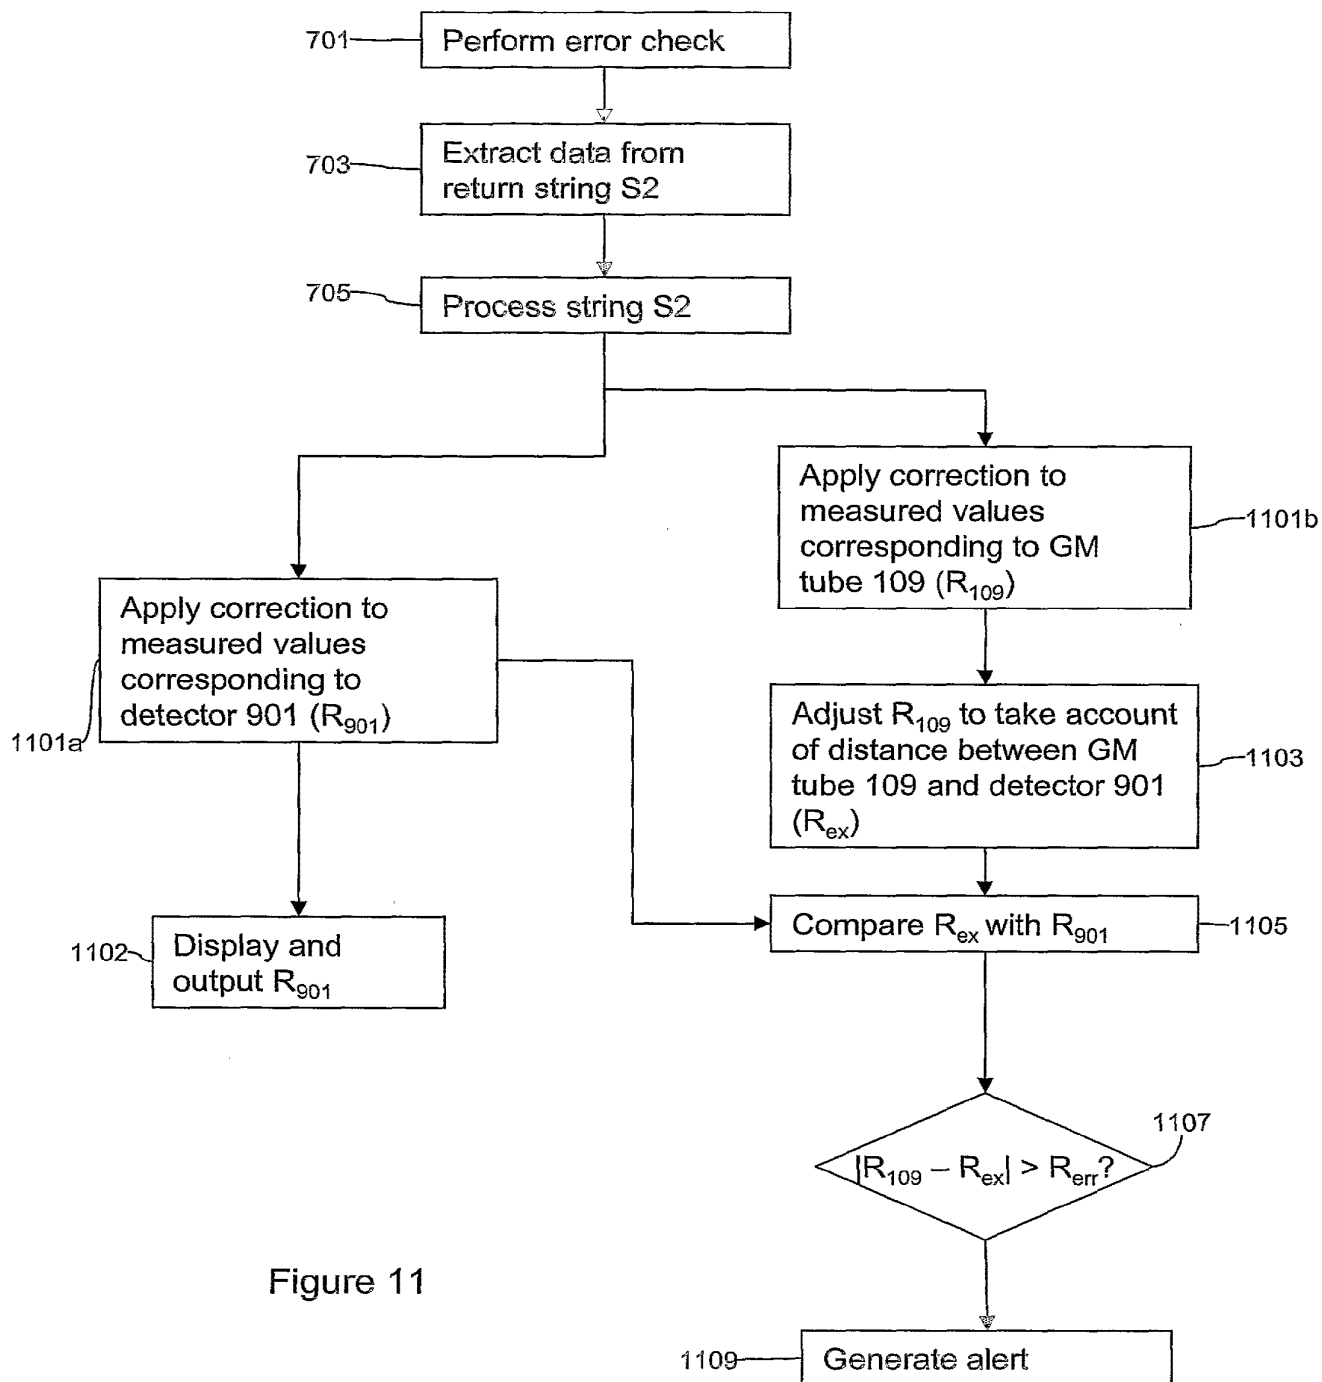 701
Perform error check
703
Extract data from
return string S2
705
Process string S2
Apply correction to
measured values
corresponding to GM
tube 109 (R109)
1101b
Apply correction to
measured values
corresponding to
detector 901 (R901)
1101a
Adjust R109 to take account
of distance between GM
tube 109 and detector 901
(Rex)
1103
Compare Rex with R901
1105
1102
Display and
output R901
1107
|R109 – Rex| > Rerr?
Figure 11
1109
Generate alert